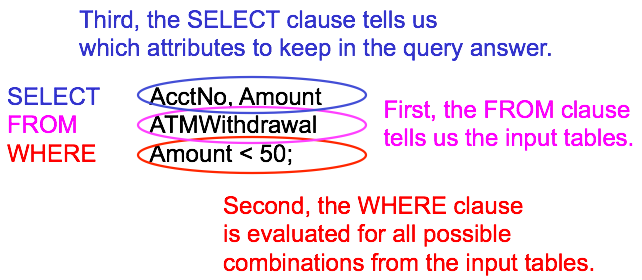 Third, the SELECT clause tells us
which attributes to keep in the query answer.
SELECT AcctNo, Amount
FROM ATMWithdrawal
WHERE Amount < 50;
First, the FROM clause
tells us the input tables.
Second, the WHERE clause
is evaluated for all possible
combinations from the input tables.